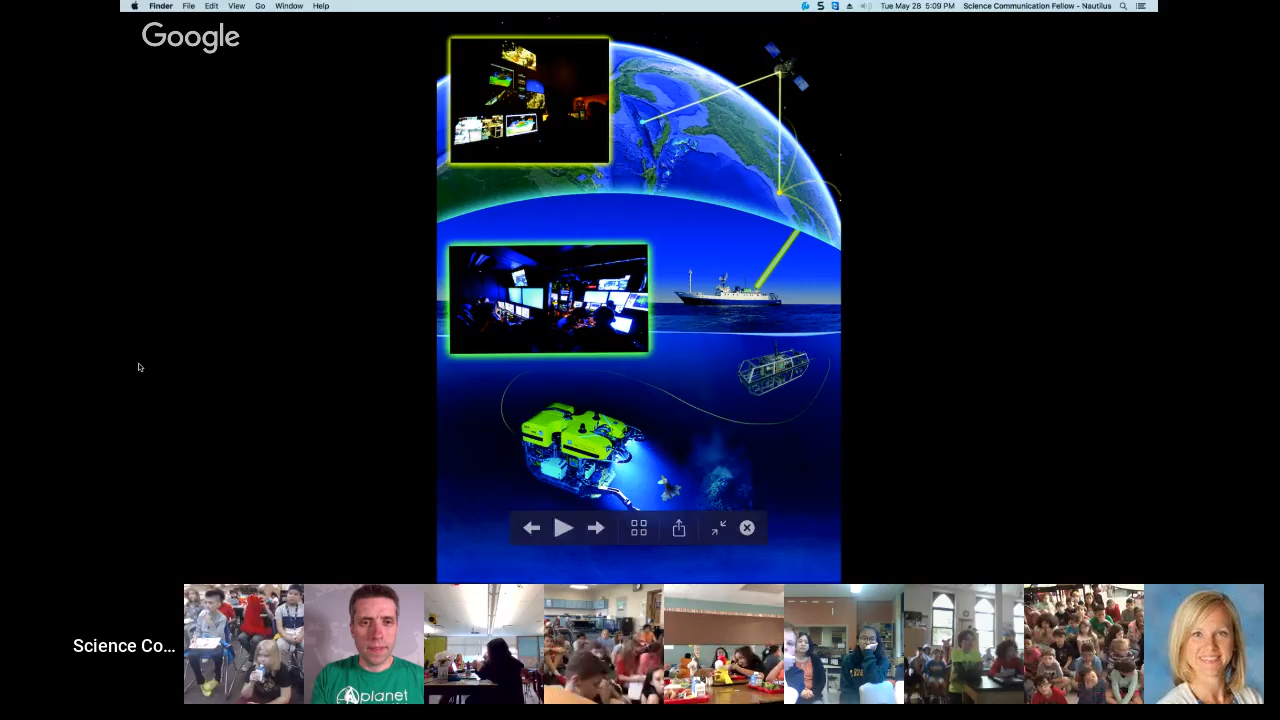 Finder File Edit View Go Window Help Tue May 28 5:09 PM Science Communication Fellow - Nautilus
Google
Science Co...
planet